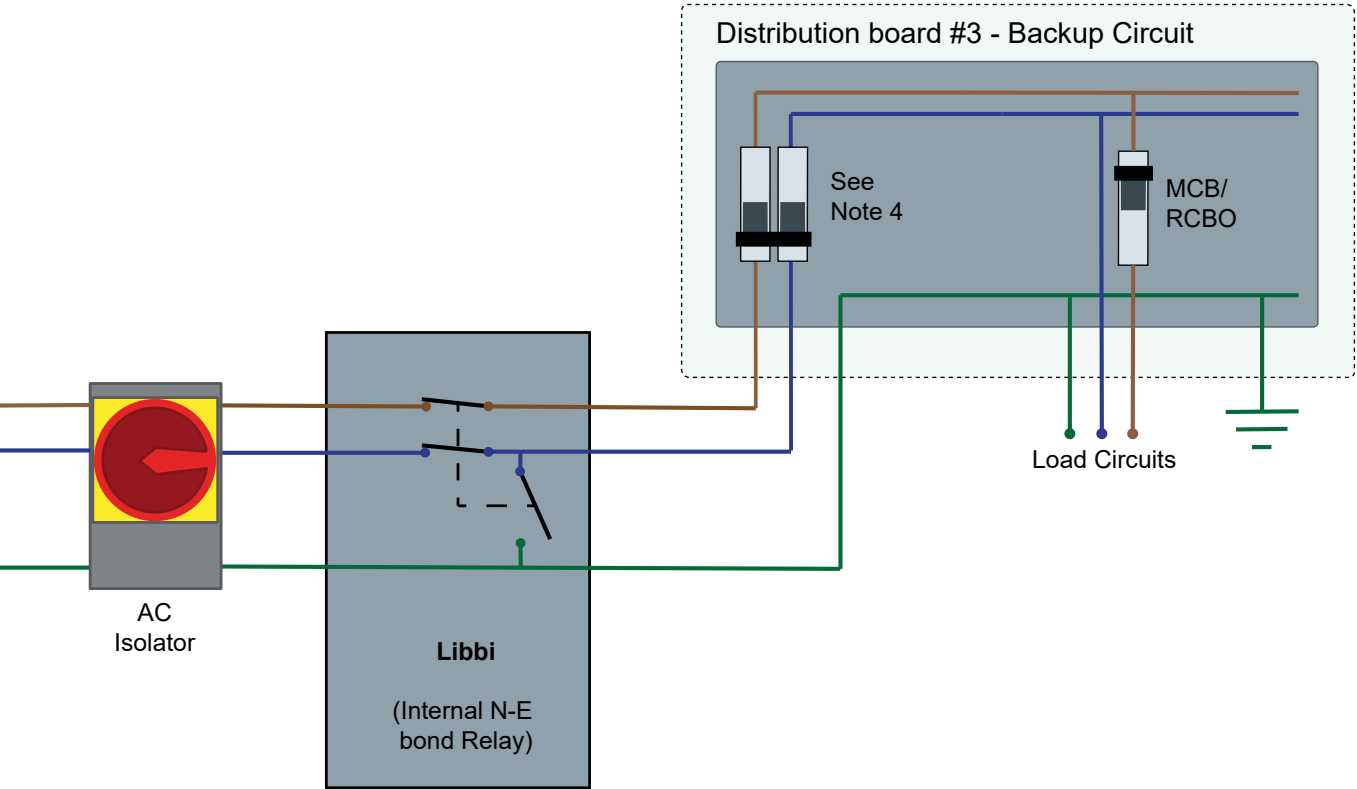 Distribution board #3 - Backup Circuit
See
Note 4
MCB/
RCBO
Load Circuits
AC
Isolator
Libbi
(Internal N-E
bond Relay)